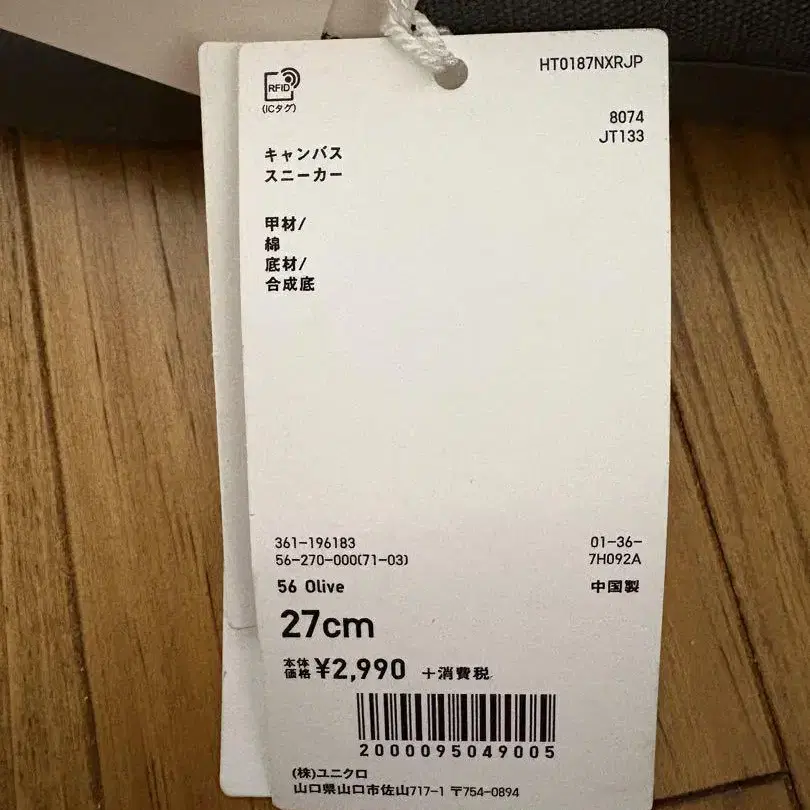 HT0187NXRJP
RFID
(ICタグ)
8074
JT133
キャンバス
スニーカー
甲材/
綿
底材/
合成底
361-196183
56-270-000(71-03)
01-36-
7H092A
56 Olive
中国製
27cm
本体
価格 ¥2,990 +消費税
2000095049005
(株)ユニクロ
山口県山口市佐山717-1 〒754-0894